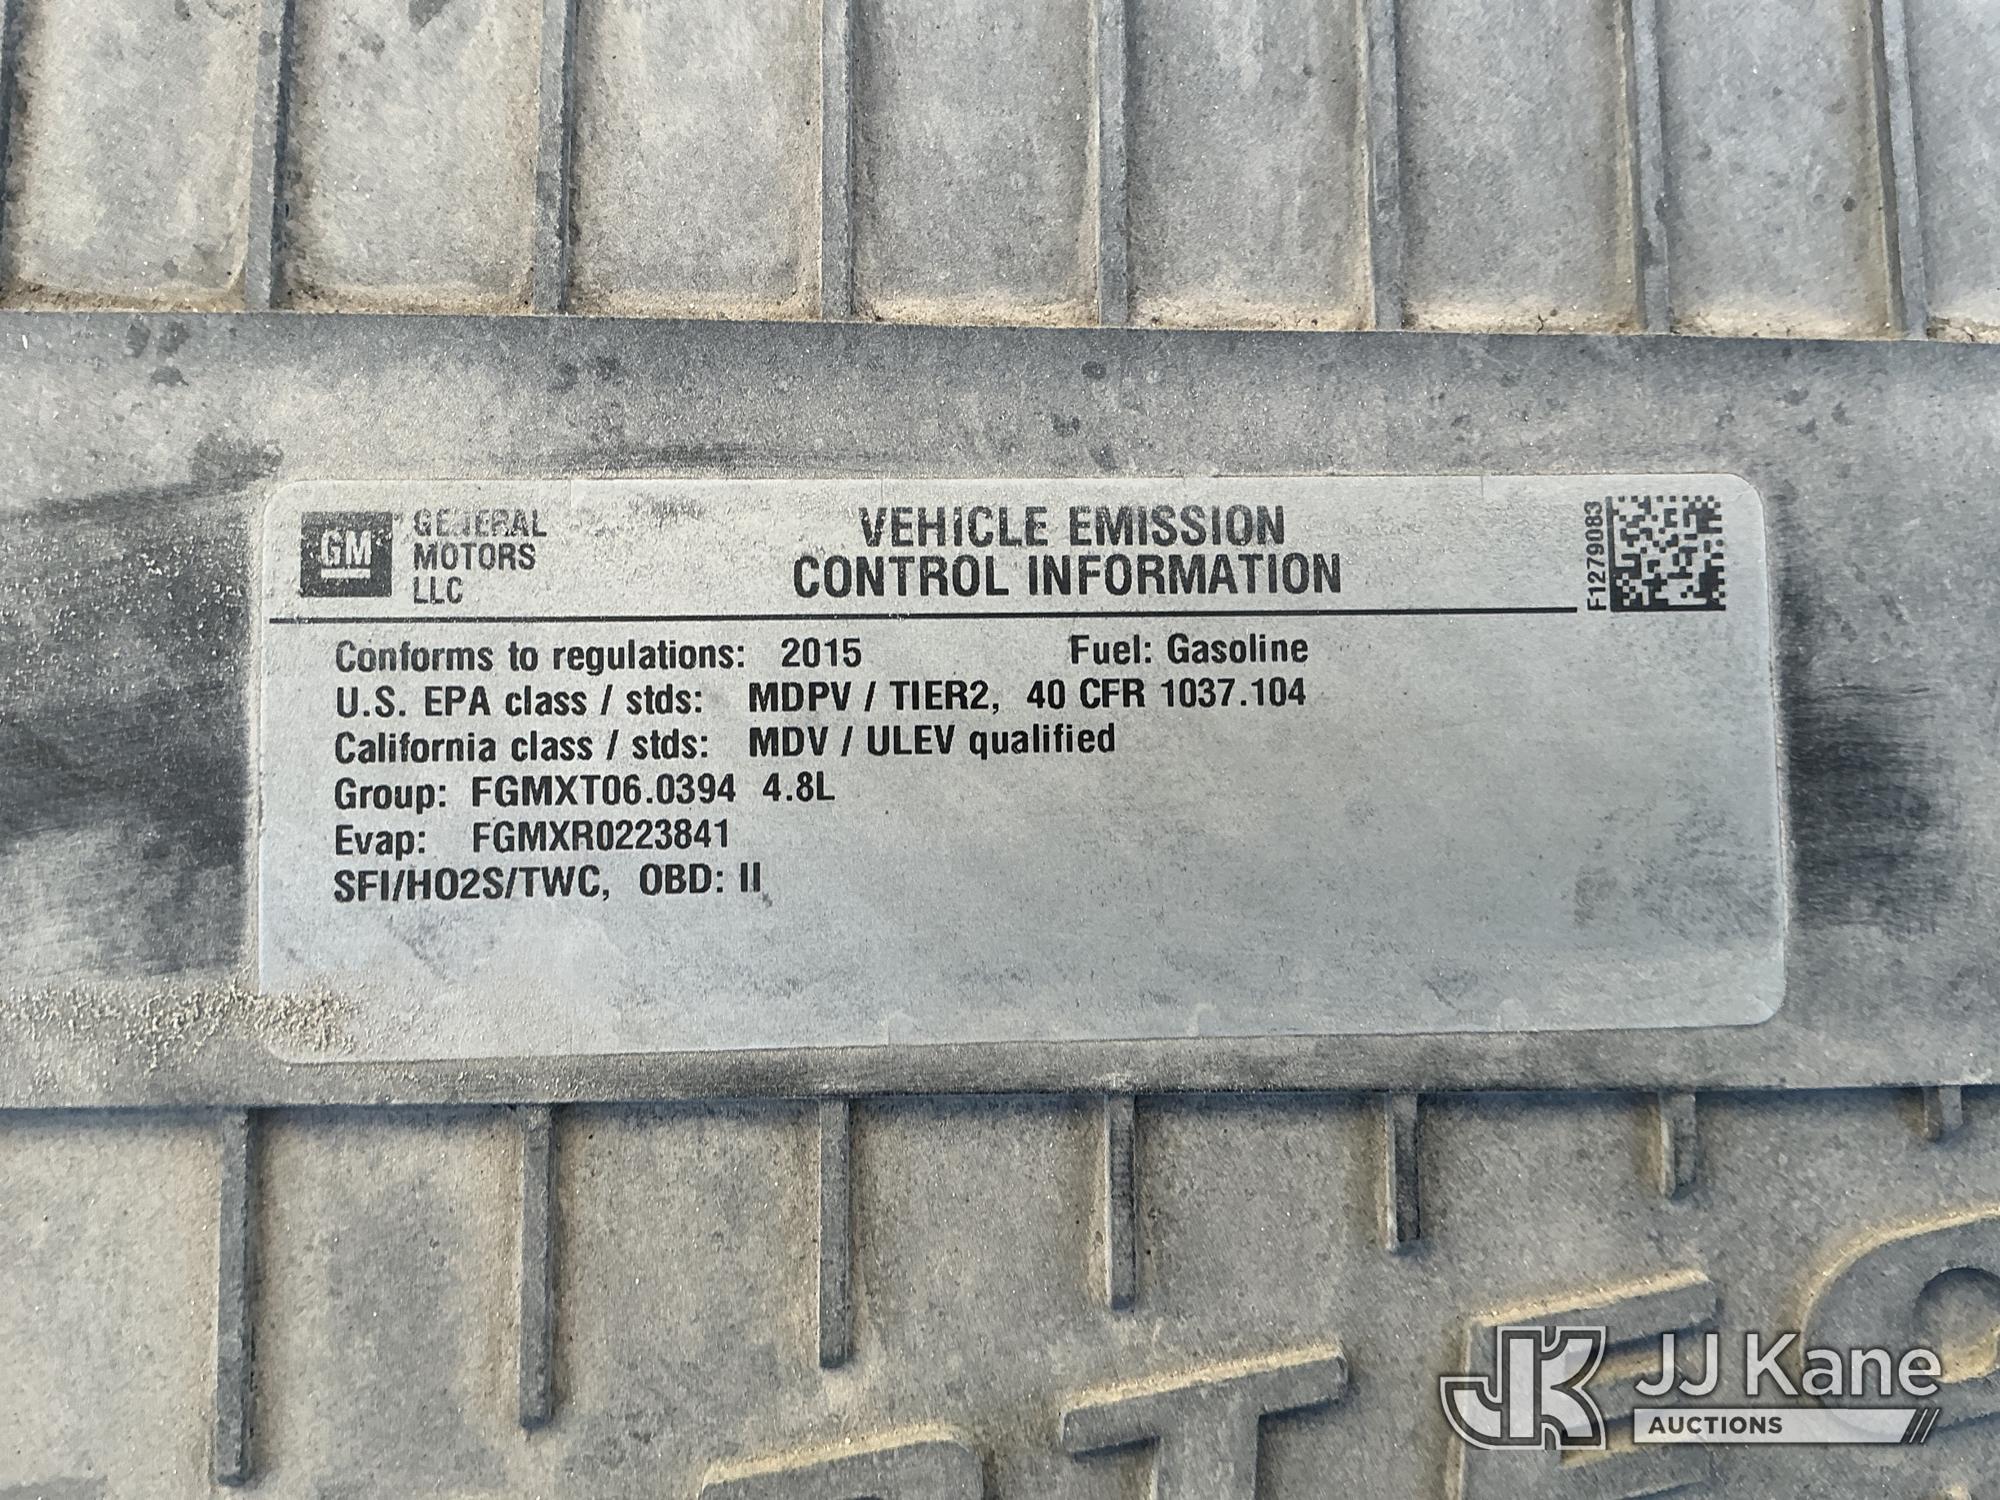 GM
GENERAL
MOTORS
LLC
VEHICLE EMISSION
CONTROL INFORMATION
F1279083
Conforms to regulations: 2015 Fuel: Gasoline
U.S. EPA class / stds: MDPV / TIER2, 40 CFR 1037.104
California class / stds: MDV / ULEV qualified
Group: FGMXT06.0394 4.8L
Evap: FGMXR0223841
SFI/HO2S/TWC, OBD: II
JK JJ Kane
AUCTIONS